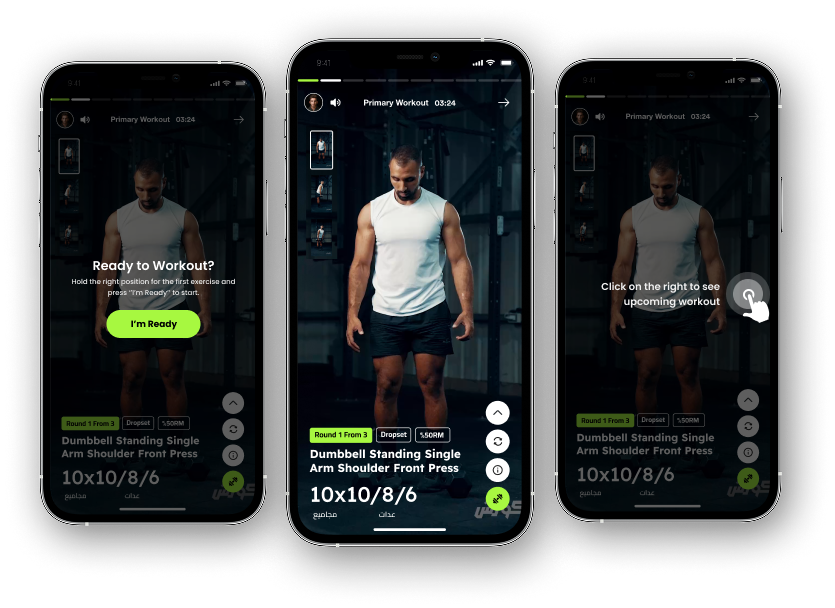 9:41
Primary Workout 03:24
Ready to Workout?
Hold the right position for the first exercise and
press “I’m Ready” to start.
I’m Ready
Round 1 From 3 Dropset %50RM
Dumbbell Standing Single
Arm Shoulder Front Press
10x10/8/6
مجاميع عدات
9:41
Primary Workout 03:24
Round 1 From 3 Dropset %50RM
Dumbbell Standing Single
Arm Shoulder Front Press
10x10/8/6
مجاميع عدات
كورس
9:41
Primary Workout 03:24
Click on the right to see
upcoming workout
Round 1 From 3 Dropset %50RM
Dumbbell Standing Single
Arm Shoulder Front Press
10x10/8/6
مجاميع عدات